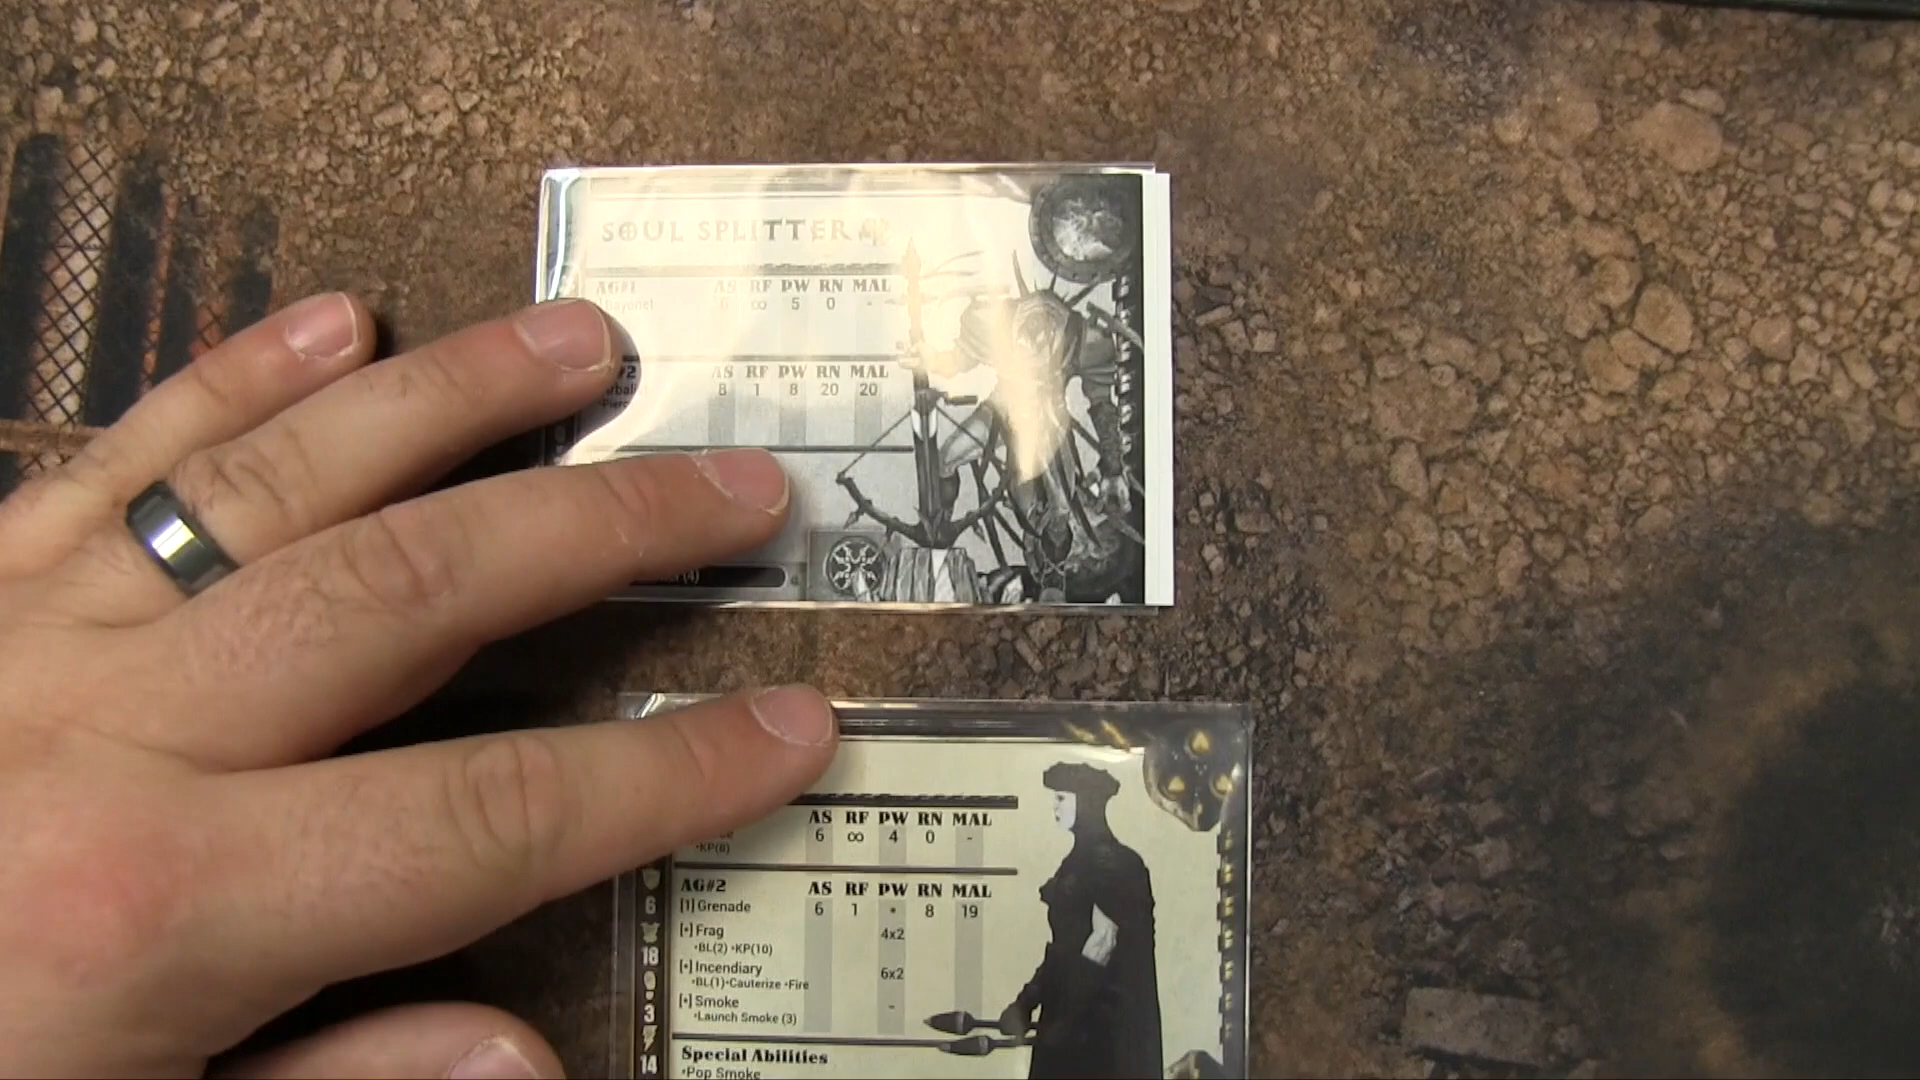 SOUL SPLITTER
AG#1 AS RF PW RN MAL
bayonet 6 ∞ 5 0 -
#2 AS RF PW RN MAL
8 1 8 20 20
(4)
AS RF PW RN MAL
6 ∞ 4 0 -
•KP(8)
AG#2 AS RF PW RN MAL
[1] Grenade 6 1 * 8 19
[•] Frag 4x2
•BL(2) •KP(10)
[•] Incendiary 6x2
•BL(1)•Cauterize •Fire
[•] Smoke -
•Launch Smoke (3)
Special Abilities
•Pop Smoke
6
18
3
14